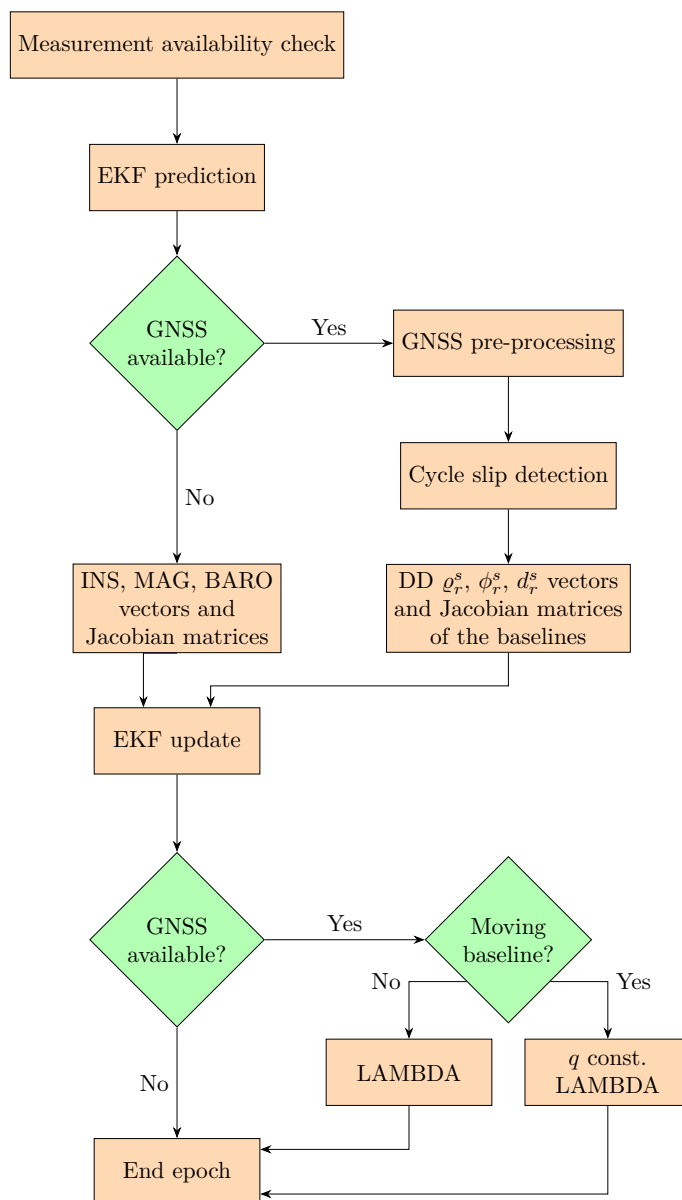 Measurement availability check
EKF prediction
GNSS
available?
Yes
GNSS pre-processing
Cycle slip detection
No
INS, MAG, BARO
vectors and
Jacobian matrices
DD $\varrho_r^s$, $\phi_r^s$, $d_r^s$ vectors
and Jacobian matrices
of the baselines
EKF update
GNSS
available?
Yes
Moving
baseline?
No
Yes
LAMBDA
$q$ const.
LAMBDA
No
End epoch